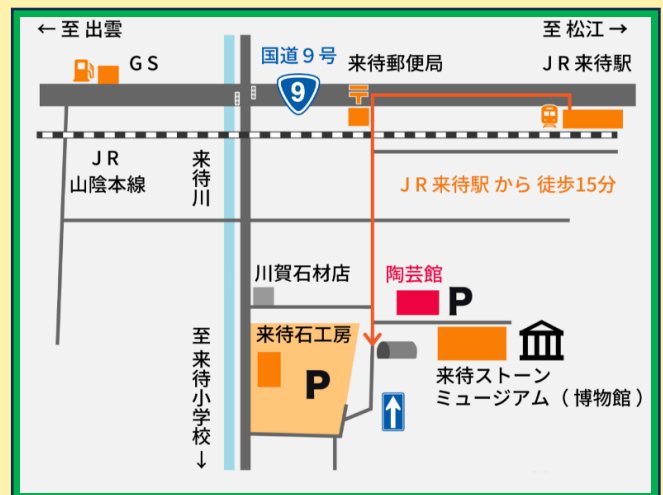 ← 至 出雲
至 松江 →
国道９号
ＧＳ
来待郵便局
ＪＲ来待駅
9
ＪＲ
山陰本線
来待川
ＪＲ来待駅 から 徒歩15分
川賀石材店
陶芸館
P
来待石工房
P
来待ストーン
ミュージアム（ 博物館 ）
至 来待小学校 ↓